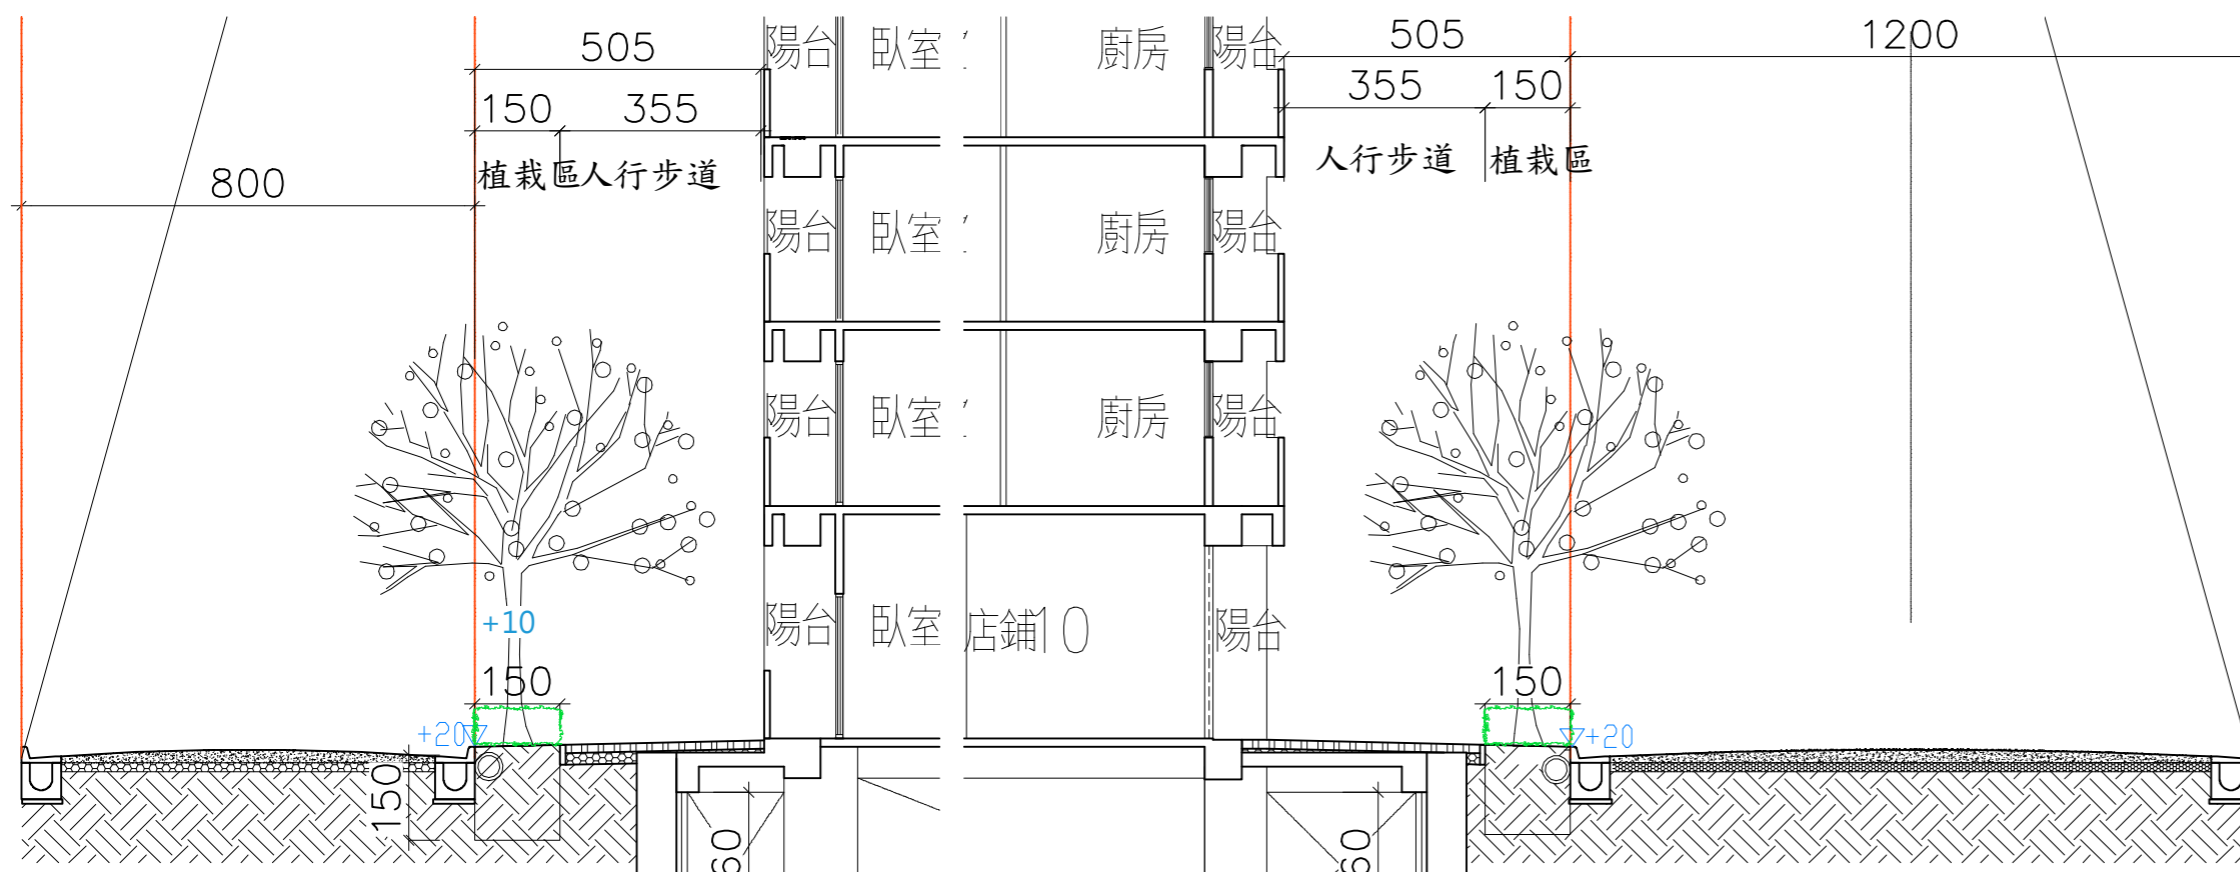 505 陽台 臥室 廚房 陽台 505 1200
150 355 355 150
植栽區 人行步道 人行步道 植栽區
800
陽台 臥室 廚房 陽台
陽台 臥室 廚房 陽台
+10 陽台 臥室 店鋪10 陽台
150 150
+20 +20
150
60 60